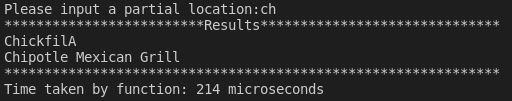 Please input a partial location:ch
*************************Results******************************
ChickfilA
Chipotle Mexican Grill
**************************************************************
Time taken by function: 214 microseconds